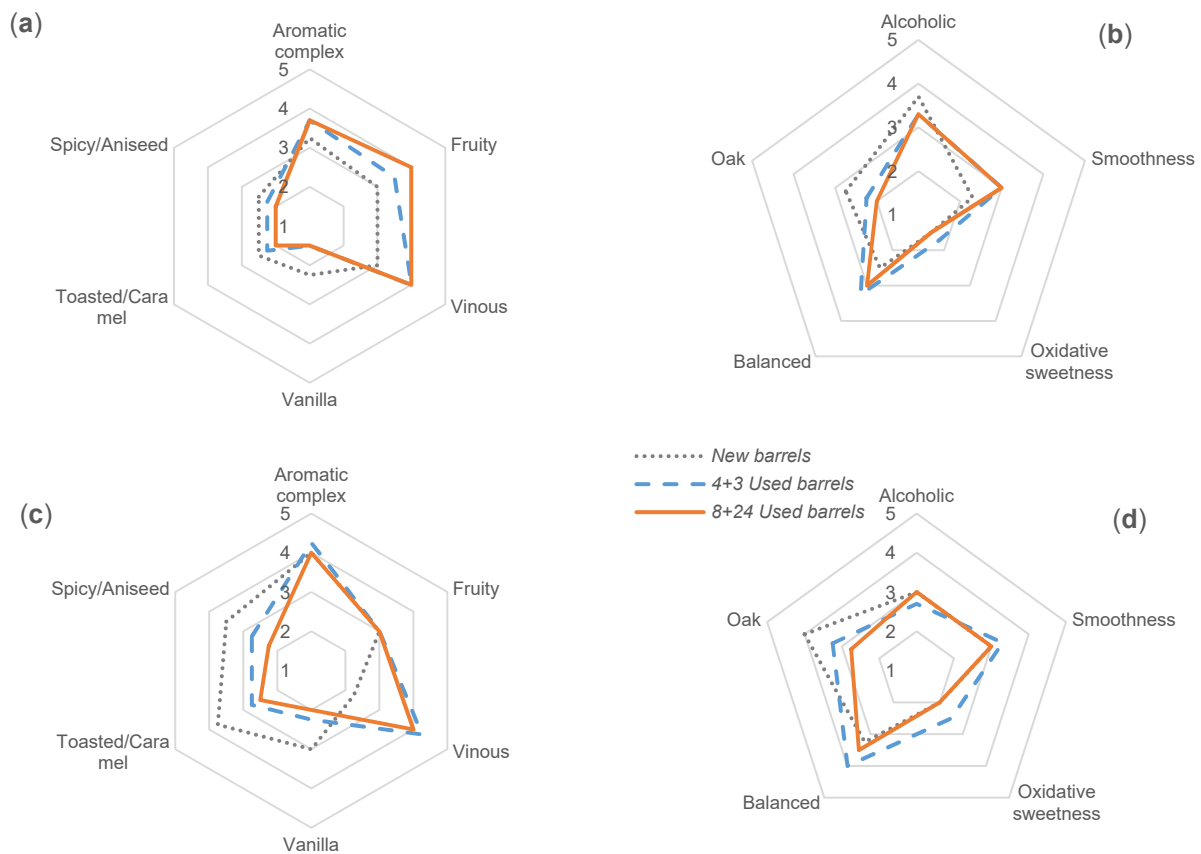 (a)
Aromatic
complex
5
4
3
2
1
Fruity
Vinous
Vanilla
Toasted/Cara
mel
Spicy/Aniseed
(b)
Alcoholic
5
4
3
2
1
Smoothness
Oxidative
sweetness
Balanced
Oak
New barrels
4+3 Used barrels
8+24 Used barrels
(c)
Aromatic
complex
5
4
3
2
1
Fruity
Vinous
Vanilla
Toasted/Cara
mel
Spicy/Aniseed
(d)
Alcoholic
5
4
3
2
1
Smoothness
Oxidative
sweetness
Balanced
Oak